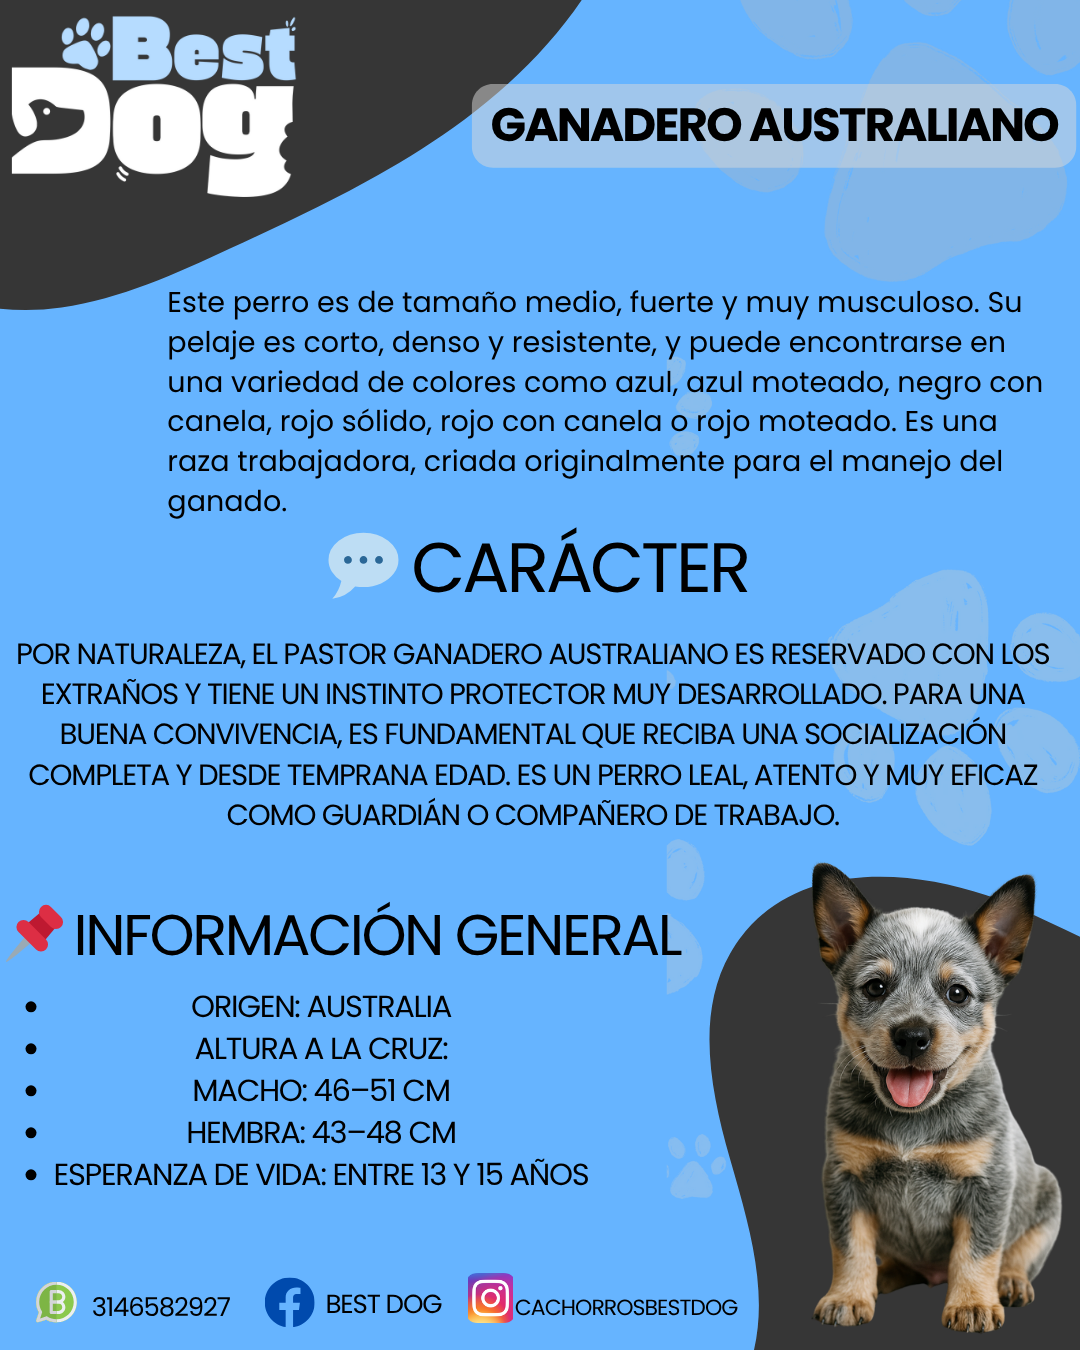 Best
Dog
GANADERO AUSTRALIANO
Este perro es de tamaño medio, fuerte y muy musculoso. Su
pelaje es corto, denso y resistente, y puede encontrarse en
una variedad de colores como azul, azul moteado, negro con
canela, rojo sólido, rojo con canela o rojo moteado. Es una
raza trabajadora, criada originalmente para el manejo del
ganado.
CARÁCTER
POR NATURALEZA, EL PASTOR GANADERO AUSTRALIANO ES RESERVADO CON LOS
EXTRAÑOS Y TIENE UN INSTINTO PROTECTOR MUY DESARROLLADO. PARA UNA
BUENA CONVIVENCIA, ES FUNDAMENTAL QUE RECIBA UNA SOCIALIZACIÓN
COMPLETA Y DESDE TEMPRANA EDAD. ES UN PERRO LEAL, ATENTO Y MUY EFICAZ
COMO GUARDIÁN O COMPAÑERO DE TRABAJO.
INFORMACIÓN GENERAL
• ORIGEN: AUSTRALIA
• ALTURA A LA CRUZ:
• MACHO: 46–51 CM
• HEMBRA: 43–48 CM
• ESPERANZA DE VIDA: ENTRE 13 Y 15 AÑOS
B 3146582927 BEST DOG CACHORROSBESTDOG